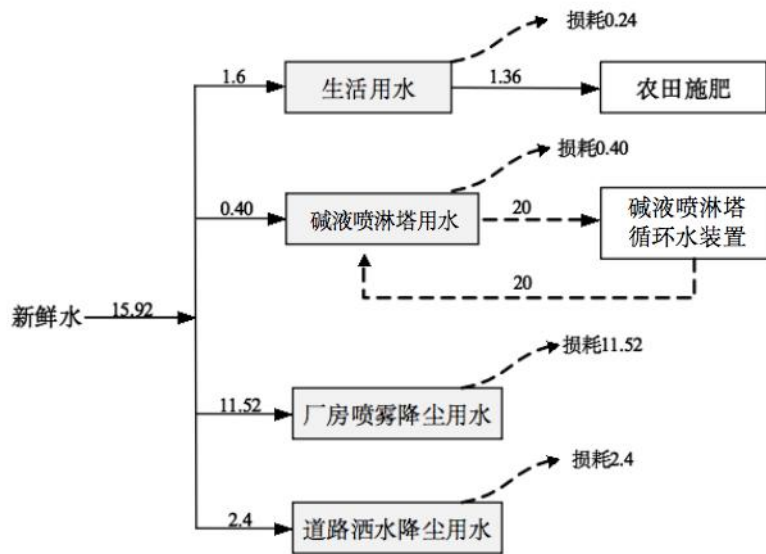 损耗0.24
1.6
生活用水
1.36
农田施肥
损耗0.40
0.40
碱液喷淋塔用水
20
碱液喷淋塔
循环水装置
20
新鲜水
15.92
损耗11.52
11.52
厂房喷雾降尘用水
损耗2.4
2.4
道路洒水降尘用水